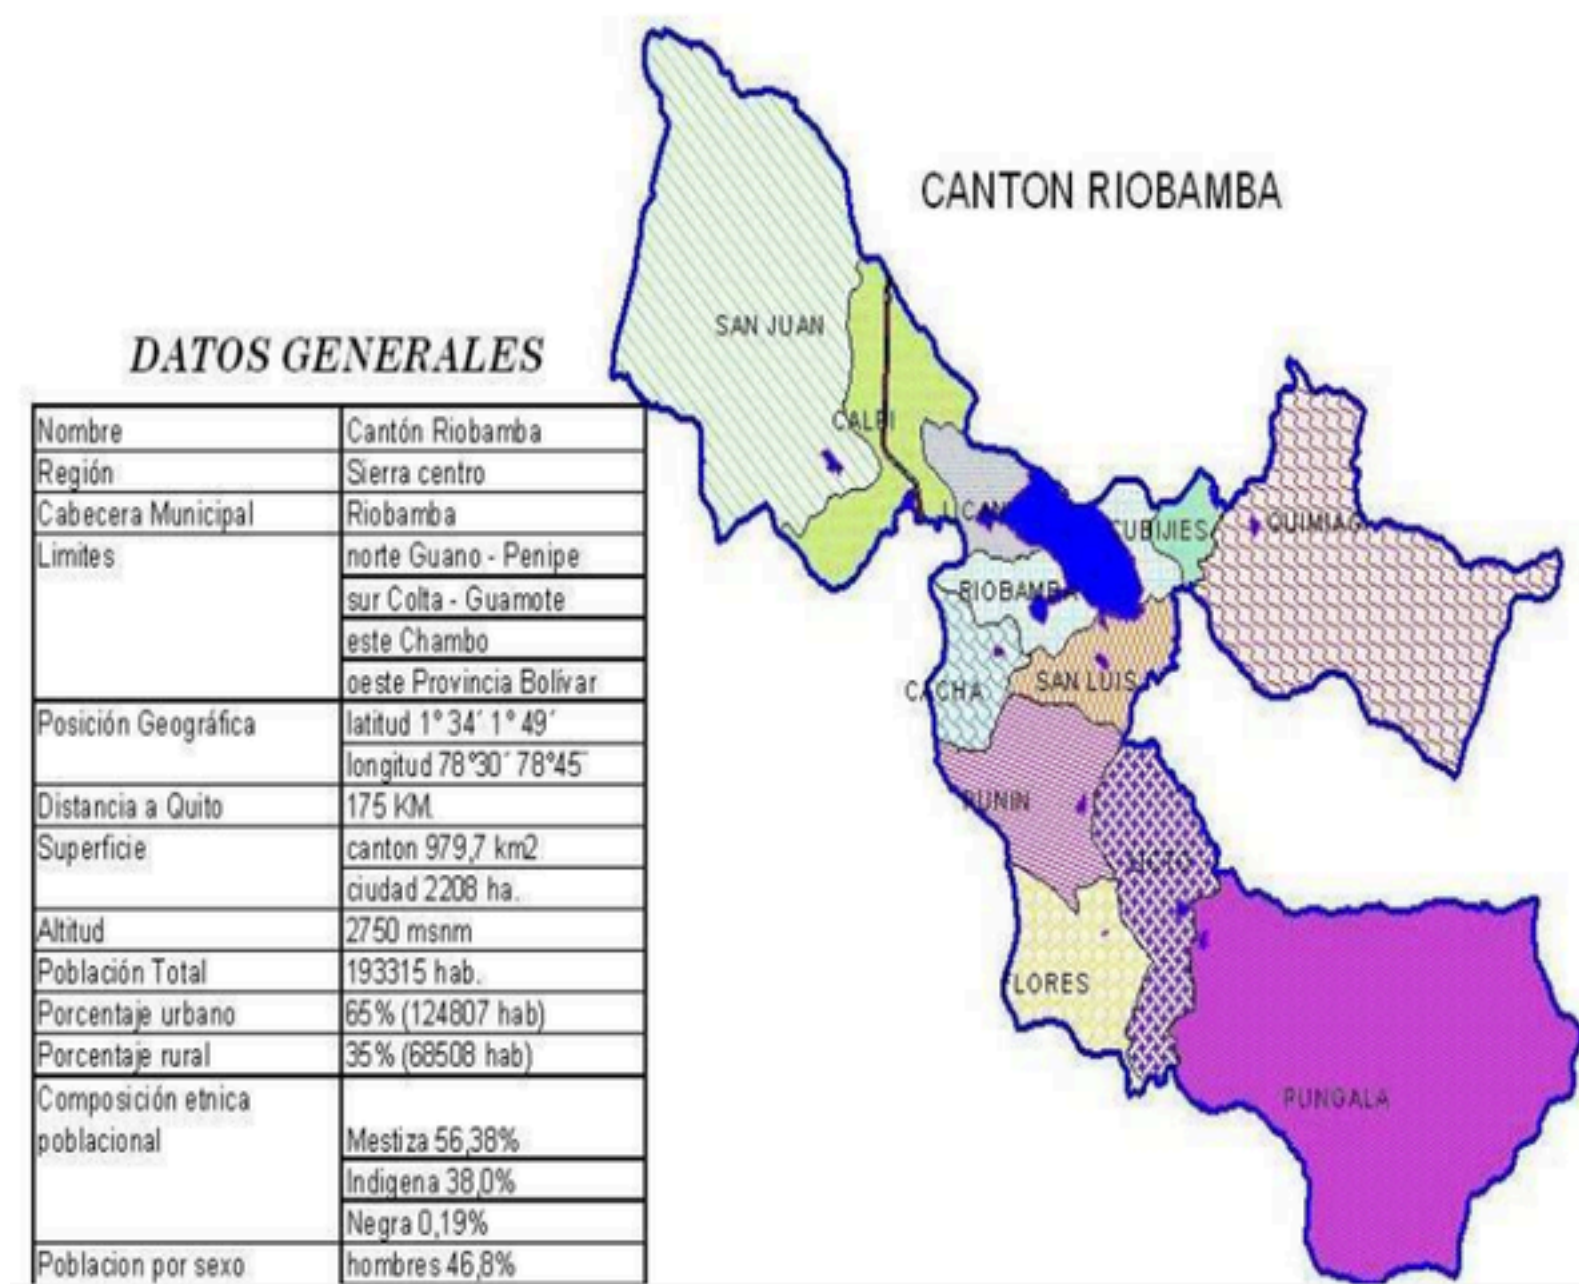 CANTON RIOBAMBA
DATOS GENERALES
Nombre Cantón Riobamba
Región Sierra centro
Cabecera Municipal Riobamba
Limites norte Guano - Penipe
sur Colta - Guamote
este Chambo
oeste Provincia Bolívar
Posición Geográfica latitud 1° 34´ 1° 49´
longitud 78°30´ 78°45¨
Distancia a Quito 175 KM.
Superficie canton 979,7 km2
ciudad 2208 ha.
Altitud 2750 msnm
Población Total 193315 hab.
Porcentaje urbano 65% (124807 hab)
Porcentaje rural 35% (68508 hab)
Composición etnica
poblacional Mestiza 56,38%
Indigena 38,0%
Negra 0,19%
Poblacion por sexo hombres 46,8%
SAN JUAN
CALPI
LICAN
CUBIJIES
QUIMIAG
RIOBAMBA
CACHA
SAN LUIS
PUNIN
LICTO
FLORES
PUNGALA